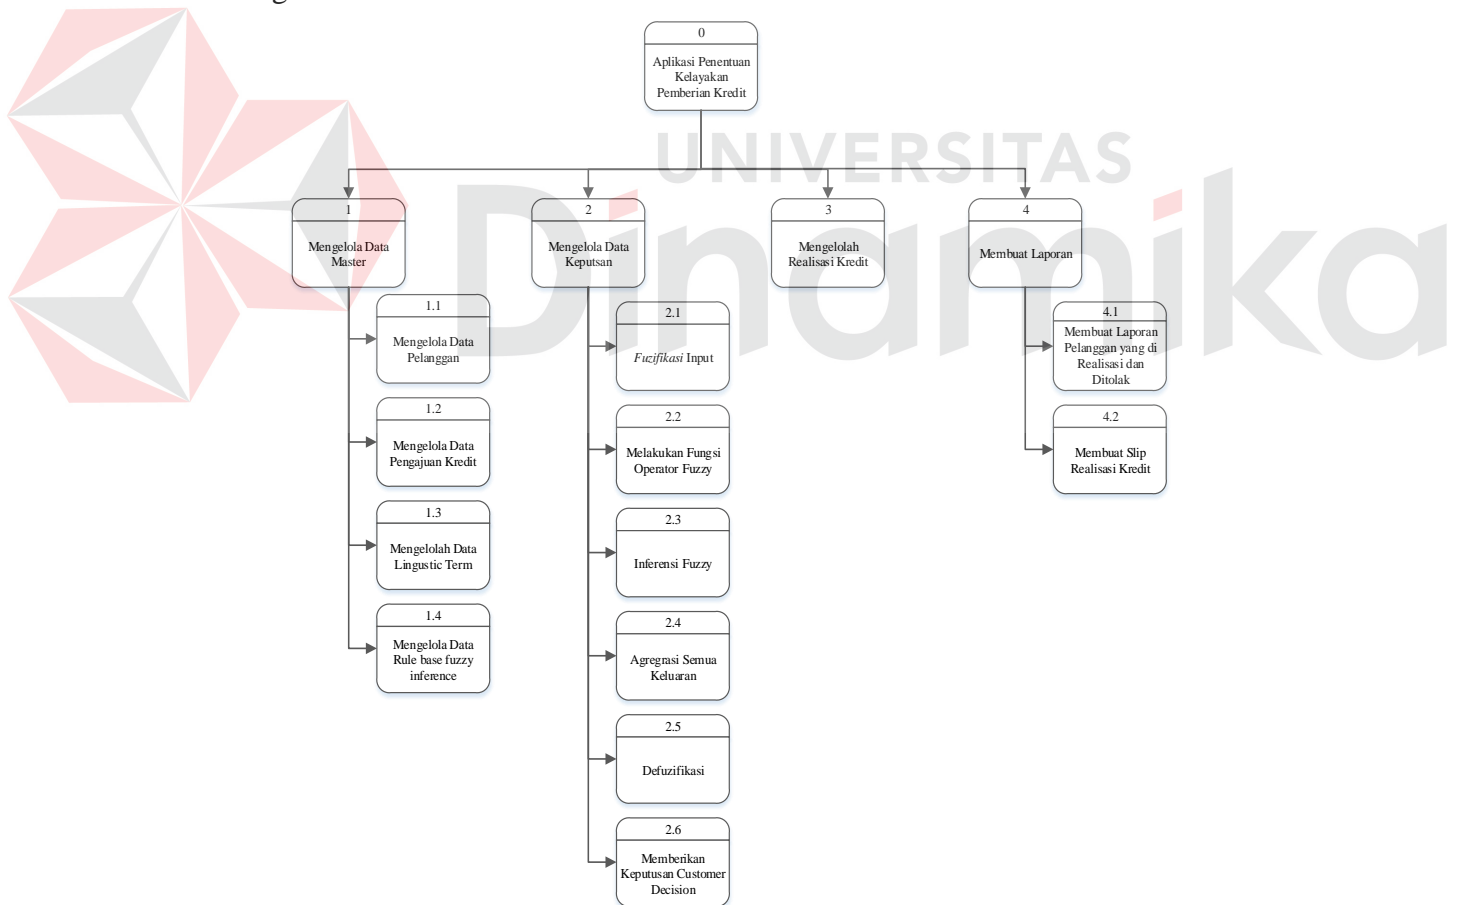 0
Aplikasi Penentuan
Kelayakan
Pemberian Kredit
UNIVERSITAS
Dinamika
1
Mengelola Data
Master
2
Mengelola Data
Keputsan
3
Mengelolah
Realisasi Kredit
4
Membuat Laporan
1.1
Mengelola Data
Pelanggan
1.2
Mengelola Data
Pengajuan Kredit
1.3
Mengelolah Data
Lingustic Term
1.4
Mengelola Data
Rule base fuzzy
inference
2.1
Fuzifikasi Input
2.2
Melakukan Fungsi
Operator Fuzzy
2.3
Inferensi Fuzzy
2.4
Agregrasi Semua
Keluaran
2.5
Defuzifikasi
2.6
Memberikan
Keputusan Customer
Decision
4.1
Membuat Laporan
Pelanggan yang di
Realisasi dan
Ditolak
4.2
Membuat Slip
Realisasi Kredit